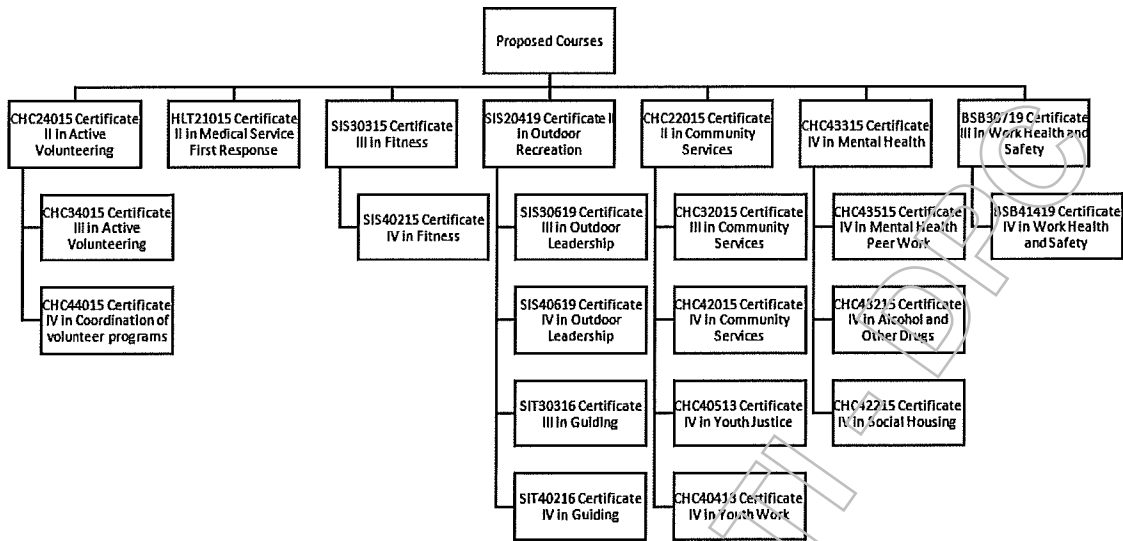 Proposed Courses
CHC24015 Certificate
II in Active
Volunteering
HLT21015 Certificate
II in Medical Service
First Response
SIS30315 Certificate
III in Fitness
SIS20419 Certificate II
in Outdoor
Recreation
CHC22015 Certificate
II in Community
Services
CHC43315 Certificate
IV in Mental Health
BSB30719 Certificate
III in Work Health and
Safety
CHC34015 Certificate
III in Active
Volunteering
CHC44015 Certificate
IV in Coordination of
volunteer programs
SIS40215 Certificate
IV in Fitness
SIS30619 Certificate
III in Outdoor
Leadership
SIS40619 Certificate
IV in Outdoor
Leadership
SIT30316 Certificate
III in Guiding
SIT40216 Certificate
IV in Guiding
CHC32015 Certificate
III in Community
Services
CHC42015 Certificate
IV in Community
Services
CHC40513 Certificate
IV in Youth Justice
CHC40413 Certificate
IV in Youth Work
CHC43515 Certificate
IV in Mental Health
Peer Work
CHC43215 Certificate
IV in Alcohol and
Other Drugs
CHC42215 Certificate
IV in Social Housing
BSB41419 Certificate
IV in Work Health and
Safety
TI - DPC